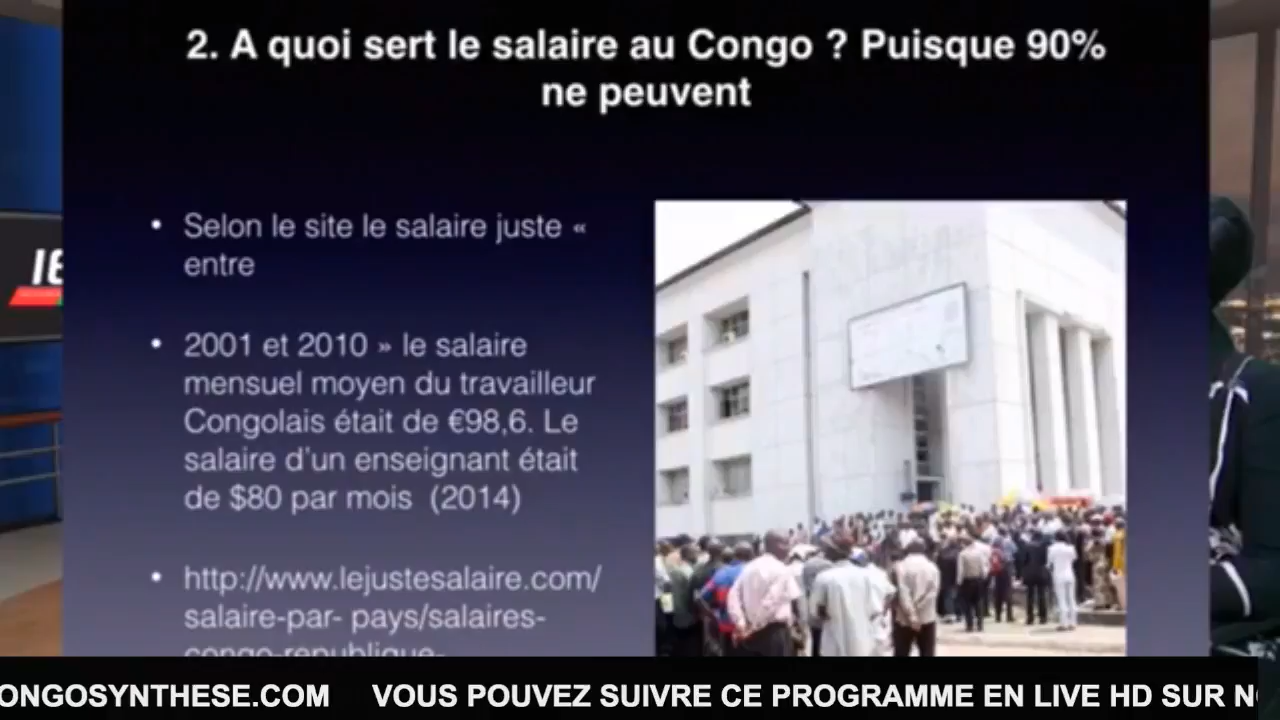 2. A quoi sert le salaire au Congo ? Puisque 90%
ne peuvent
• Selon le site le salaire juste «
entre
• 2001 et 2010 » le salaire
mensuel moyen du travailleur
Congolais était de €98,6. Le
salaire d'un enseignant était
de $80 par mois (2014)
• http://www.lejustesalaire.com/
salaire-par- pays/salaires-
congo-republique-
ONGOSYNTHESE.COM VOUS POUVEZ SUIVRE CE PROGRAMME EN LIVE HD SUR N